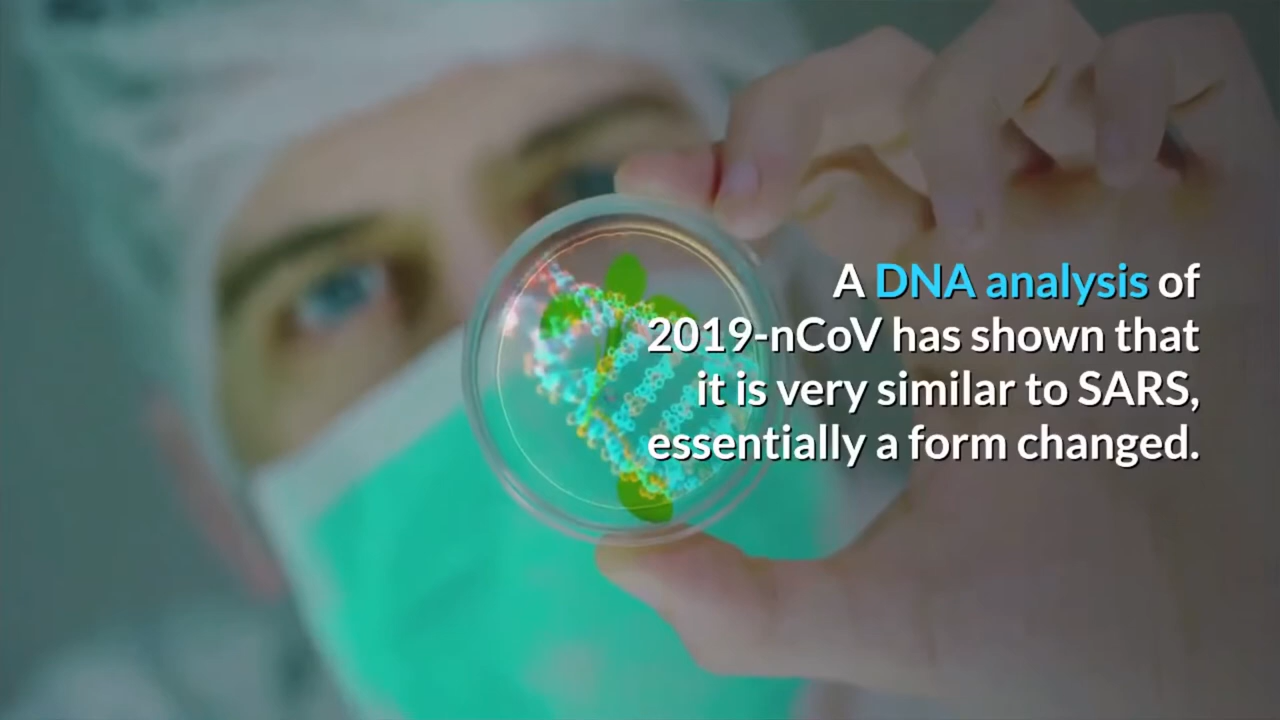 A DNA analysis of
2019-nCoV has shown that
it is very similar to SARS,
essentially a form changed.